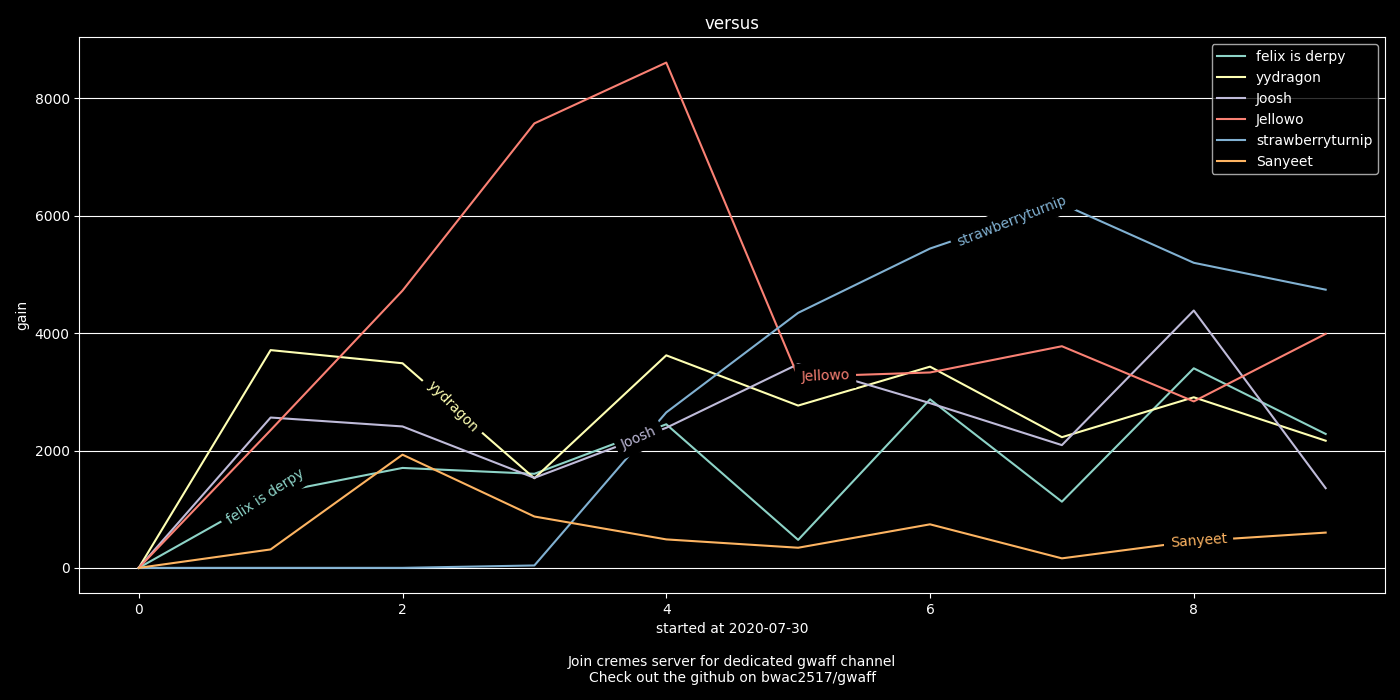 versus
felix is derpy
yydragon
Joosh
Jellowo
strawberryturnip
Sanyeet
8000
6000
4000
2000
0
gain
strawberryturnip
Jellowo
yydragon
Joosh
felix is derpy
Sanyeet
0 2 4 6 8
started at 2020-07-30
Join cremes server for dedicated gwaff channel
Check out the github on bwac2517/gwaff